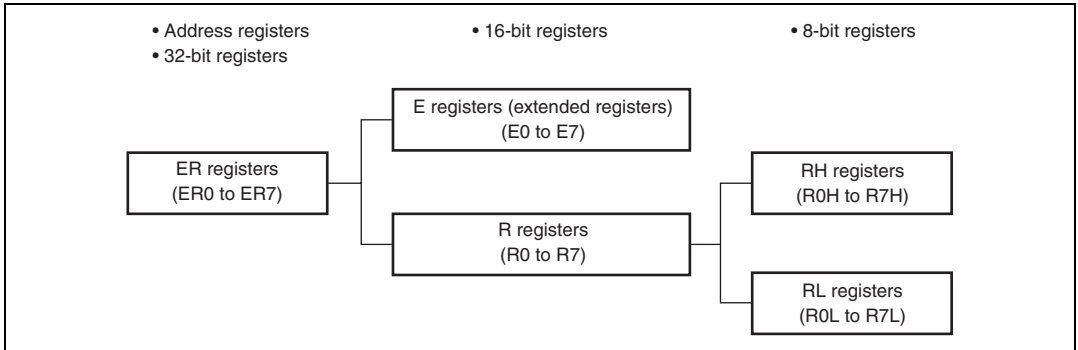 • Address registers
• 32-bit registers
• 16-bit registers
• 8-bit registers
E registers (extended registers)
(E0 to E7)
ER registers
(ER0 to ER7)
RH registers
(R0H to R7H)
R registers
(R0 to R7)
RL registers
(R0L to R7L)